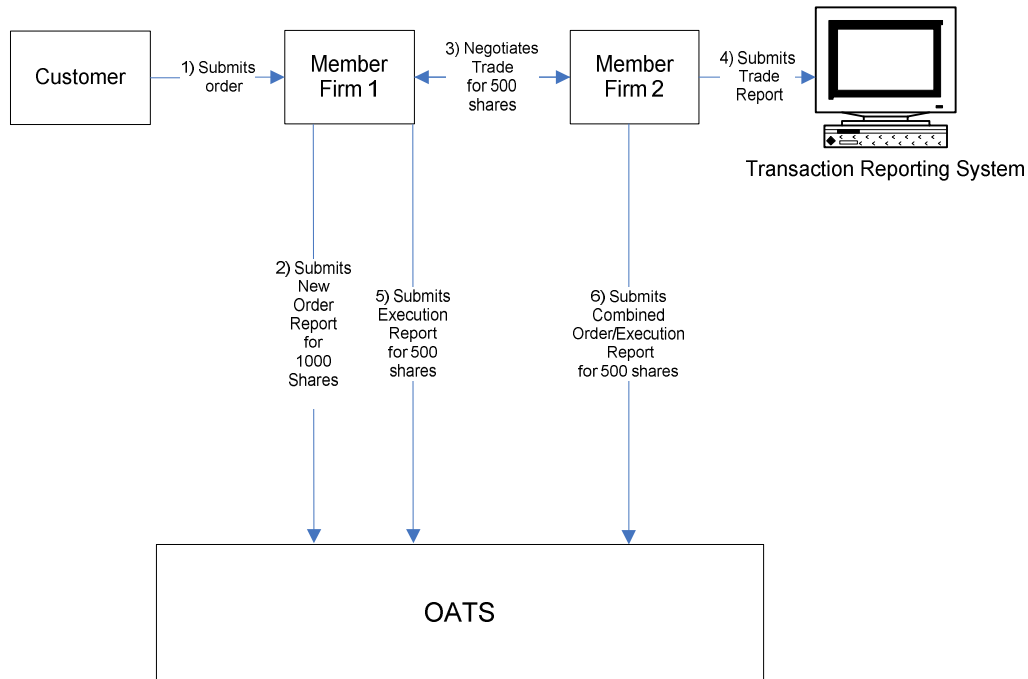 Customer
1) Submits
order
Member
Firm 1
3) Negotiates
Trade
for 500
shares
Member
Firm 2
4) Submits
Trade
Report
Transaction Reporting System
2) Submits
New
Order
Report
for
1000
Shares
5) Submits
Execution
Report
for 500
shares
6) Submits
Combined
Order/Execution
Report
for 500 shares
OATS